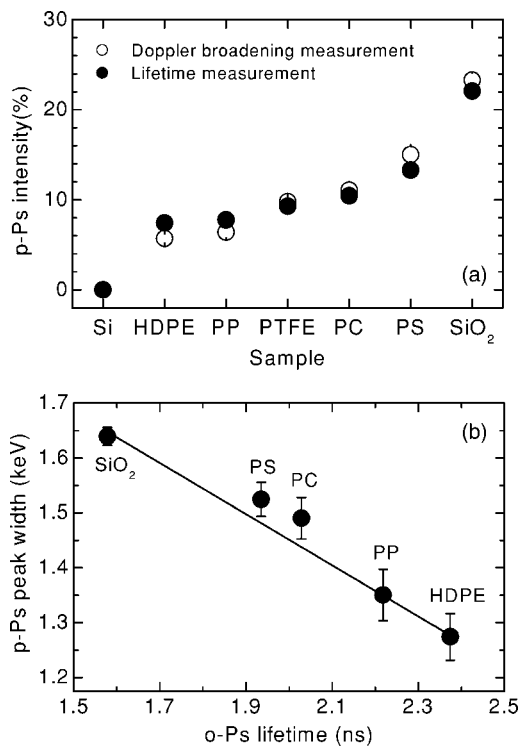 30
Doppler broadening measurement
Lifetime measurement
20
10
0
p-Ps intensity(%)
(a)
Si HDPE PP PTFE PC PS SiO₂
Sample
1.7
(b)
1.6
SiO₂
PS
PC
1.5
1.4
PP
1.3
HDPE
1.2
p-Ps peak width (keV)
1.5 1.7 1.9 2.1 2.3 2.5
o-Ps lifetime (ns)